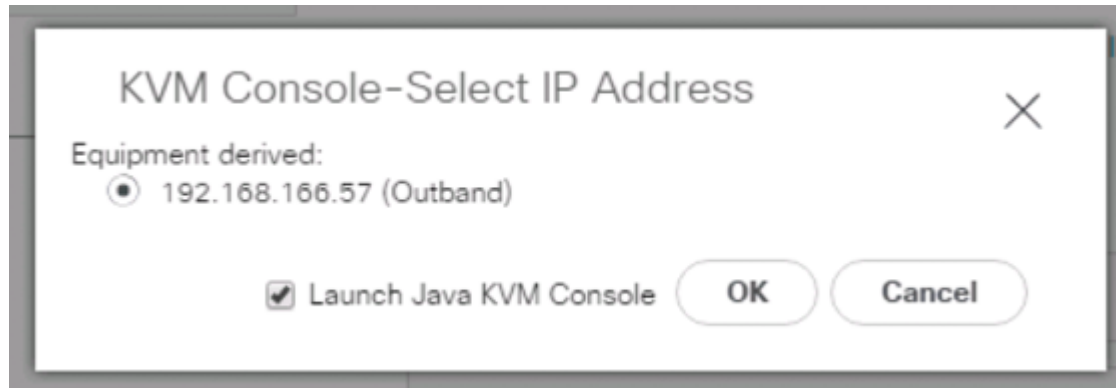 KVM Console-Select IP Address
Equipment derived:
192.168.166.57 (Outband)
Launch Java KVM Console OK Cancel